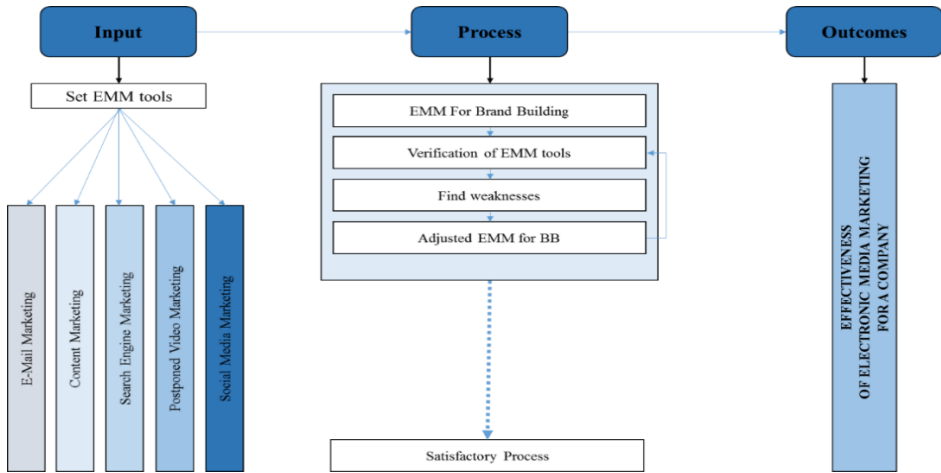 Input
Process
Outcomes
Set EMM tools
E-Mail Marketing
Content Marketing
Search Engine Marketing
Postponed Video Marketing
Social Media Marketing
EMM For Brand Building
Verification of EMM tools
Find weaknesses
Adjusted EMM for BB
Satisfactory Process
EFFECTIVENESS
OF ELECTRONIC MEDIA MARKETING
FOR A COMPANY